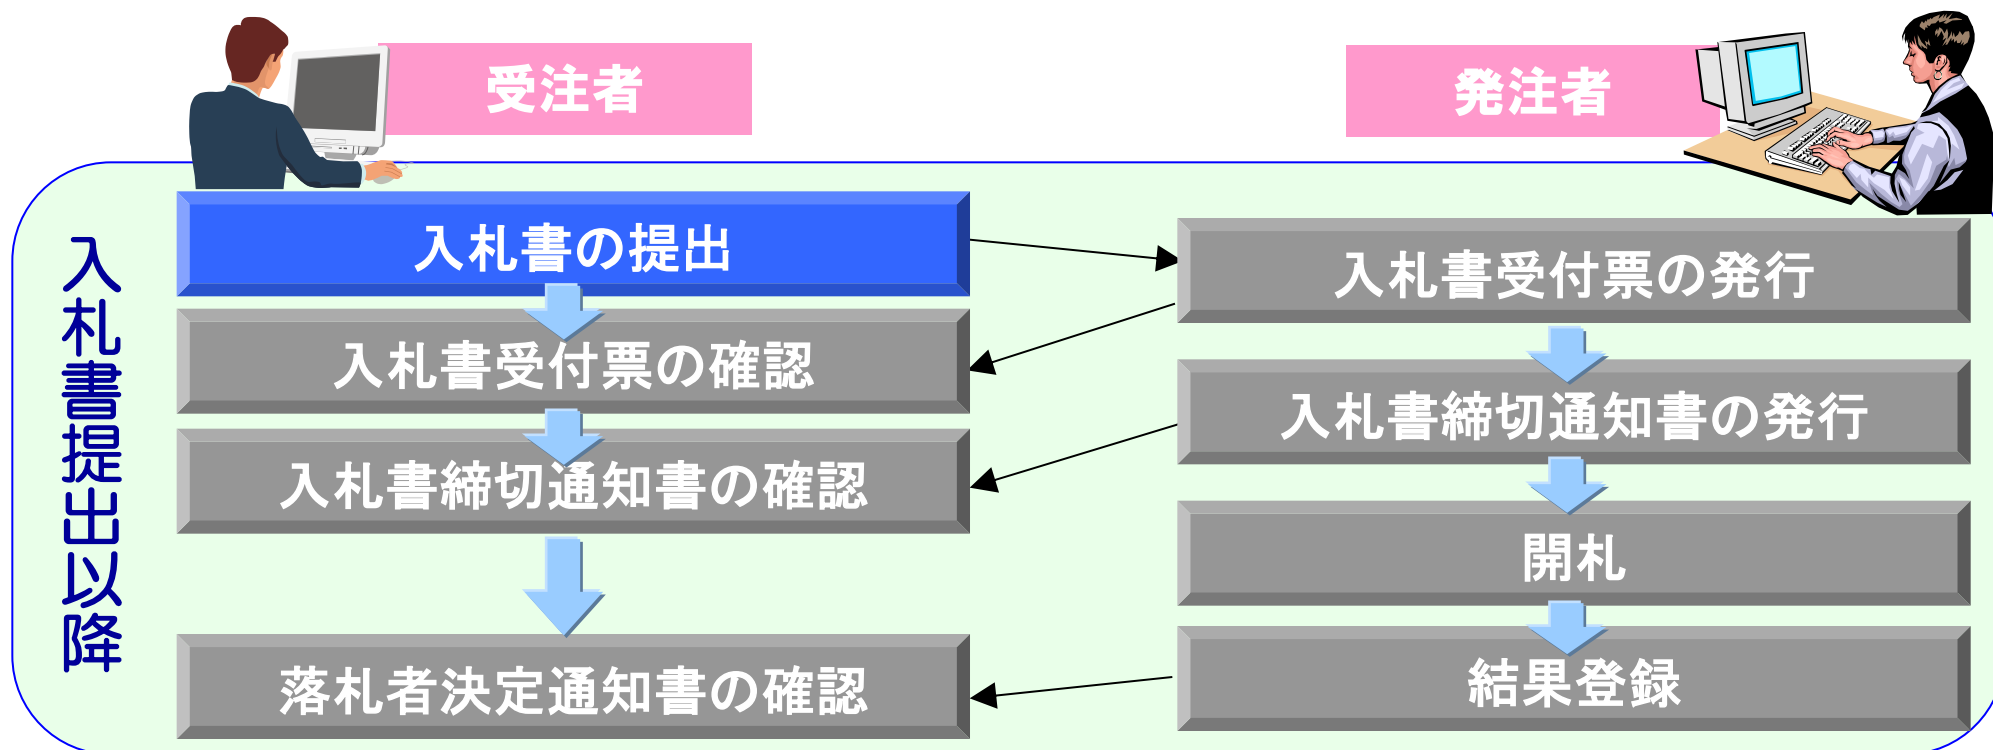 受注者
発注者
入札書提出以降
入札書の提出
入札書受付票の確認
入札書締切通知書の確認
落札者決定通知書の確認
入札書受付票の発行
入札書締切通知書の発行
開札
結果登録